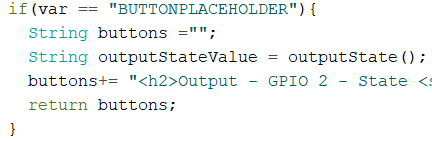 if(var == "BUTTONPLACEHOLDER"){
String buttons ="";
String outputStateValue = outputState();
buttons+= "<h2>Output - GPIO 2 - State <s
return buttons;
}